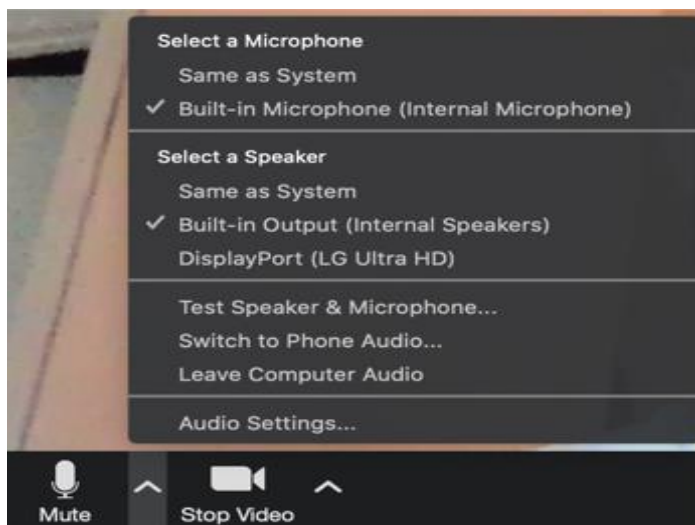 Select a Microphone
Same as System
✓ Built-in Microphone (Internal Microphone)
Select a Speaker
Same as System
✓ Built-in Output (Internal Speakers)
DisplayPort (LG Ultra HD)
Test Speaker & Microphone...
Switch to Phone Audio...
Leave Computer Audio
Audio Settings...
Mute
Stop Video